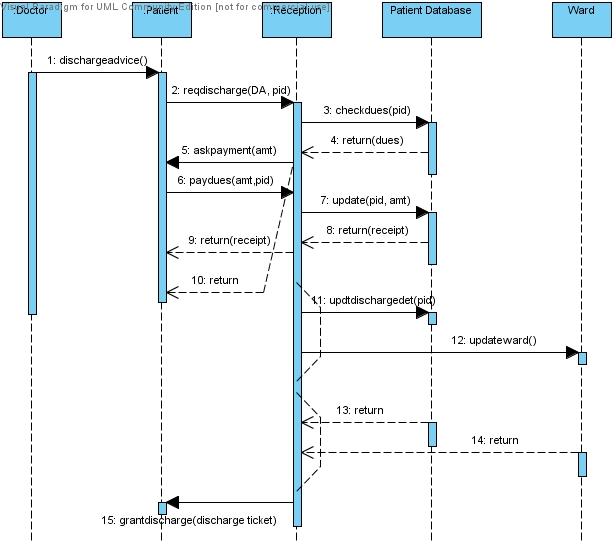 Visual Paradigm for UML Community Edition [not for commercial use]
:Doctor
:Patient
:Reception
Patient Database
Ward
1: dischargeadvice()
2: reqdischarge(DA, pid)
3: checkdues(pid)
4: return(dues)
5: askpayment(amt)
6: paydues(amt,pid)
7: update(pid, amt)
8: return(receipt)
9: return(receipt)
10: return
11: updtdischargedet(pid)
12: updateward()
13: return
14: return
15: grantdischarge(discharge ticket)